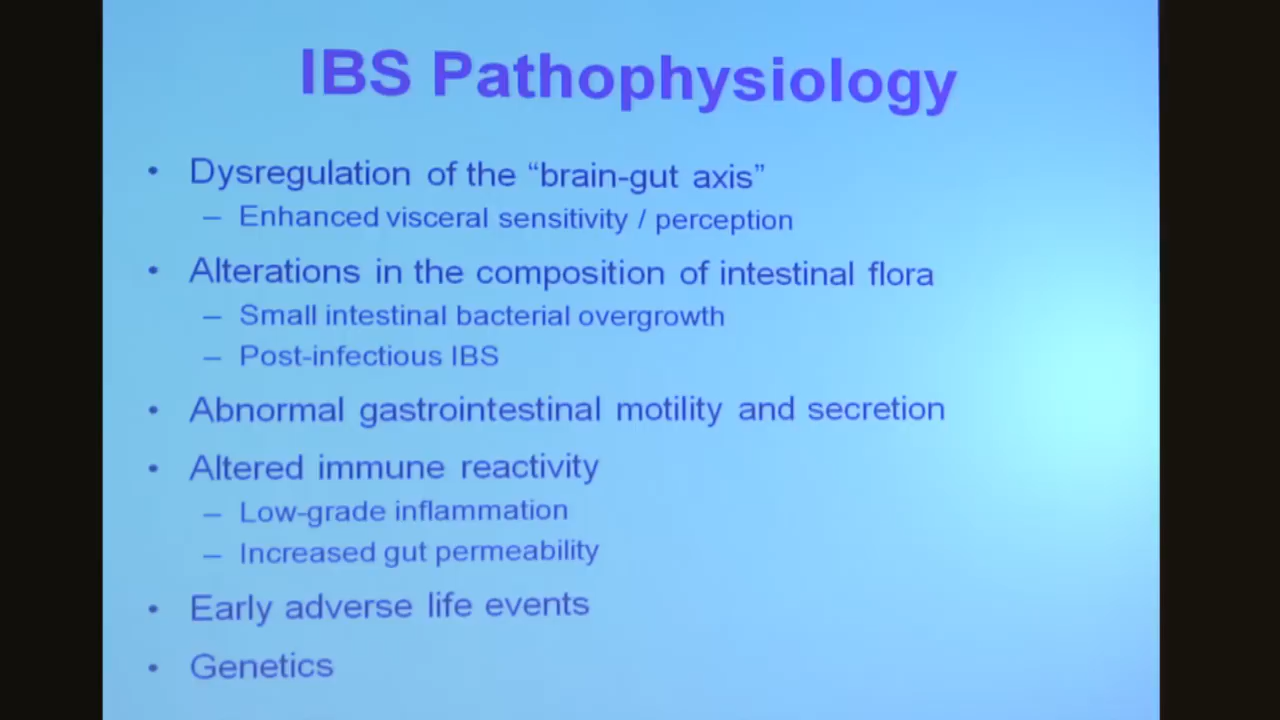 IBS Pathophysiology
• Dysregulation of the “brain-gut axis”
– Enhanced visceral sensitivity / perception
• Alterations in the composition of intestinal flora
– Small intestinal bacterial overgrowth
– Post-infectious IBS
• Abnormal gastrointestinal motility and secretion
• Altered immune reactivity
– Low-grade inflammation
– Increased gut permeability
• Early adverse life events
• Genetics